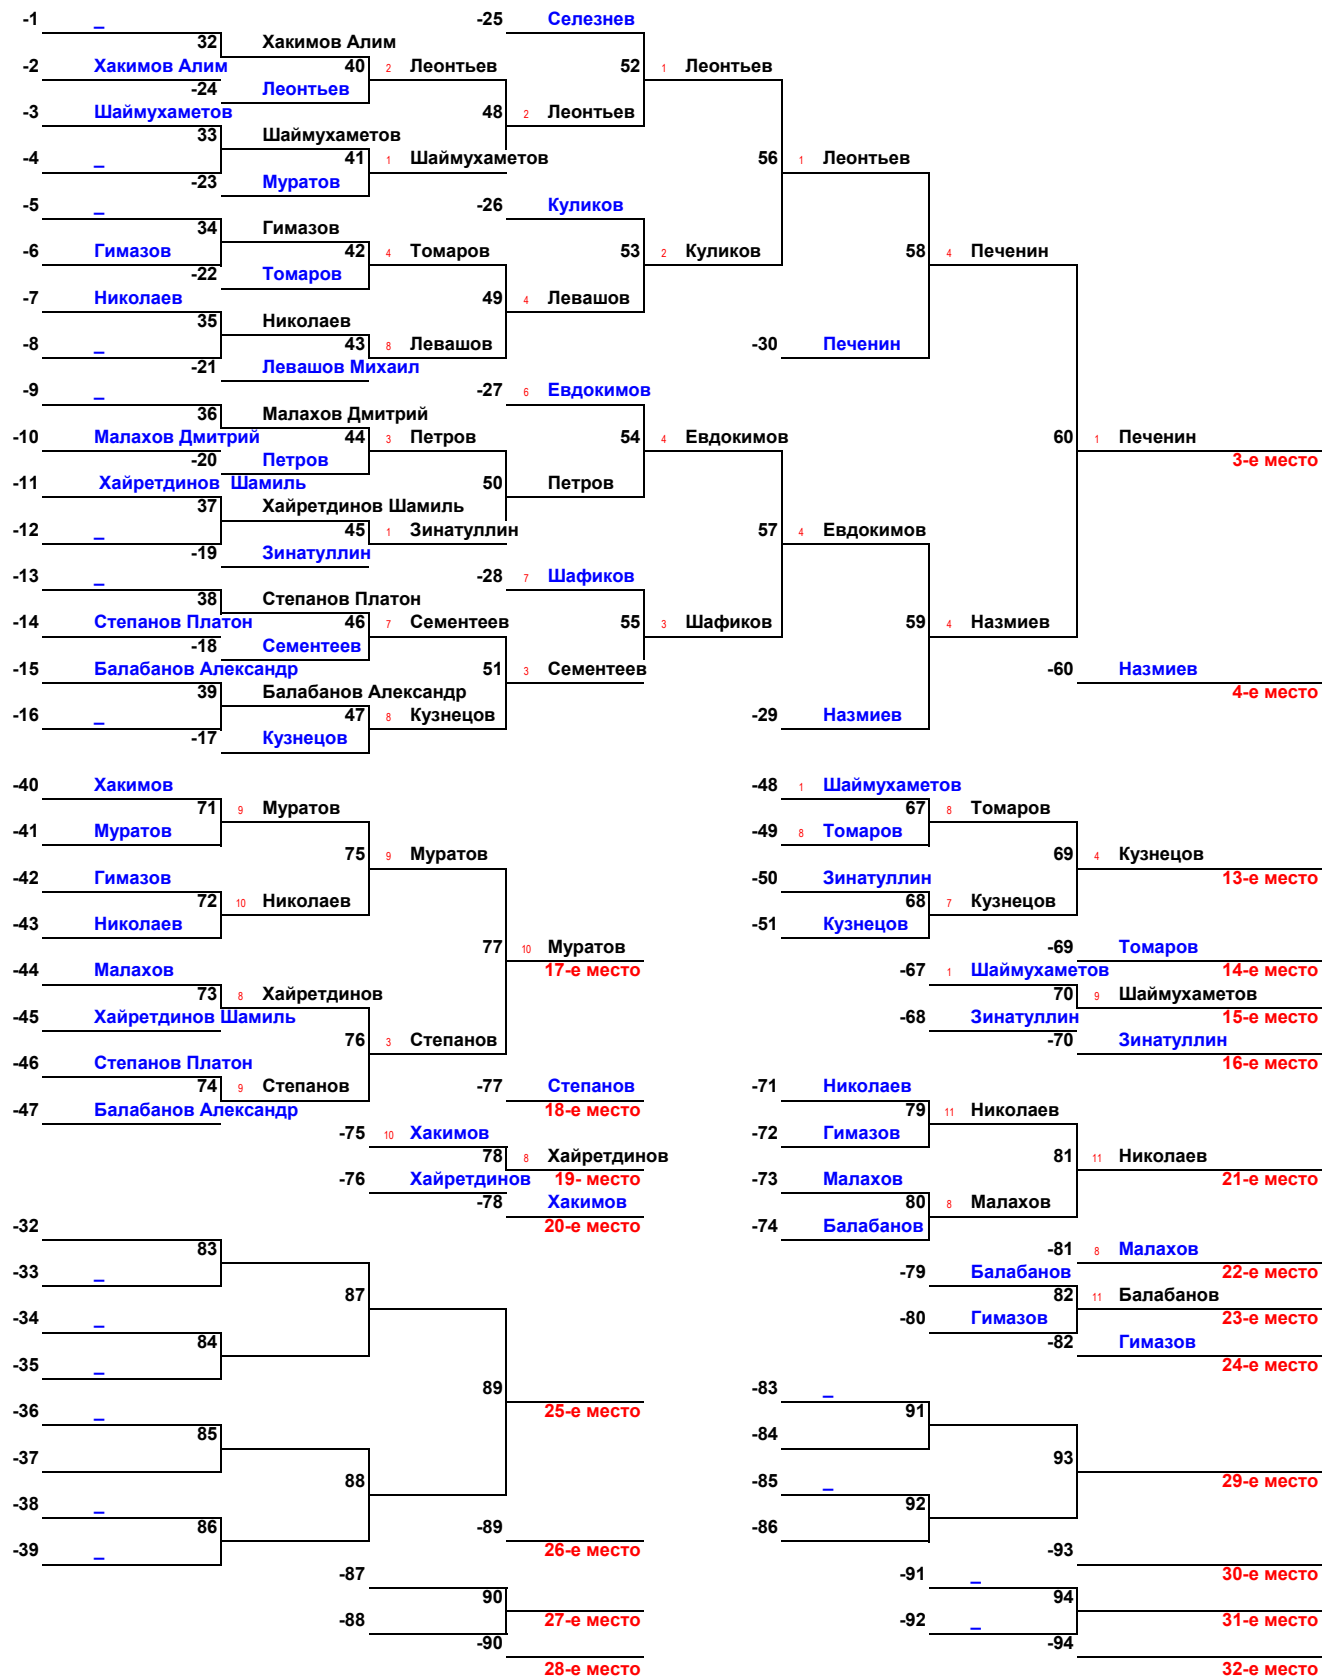 -1 _ -25 Селезнев
32 Хакимов Алим
-2 Хакимов Алим 40 2 Леонтьев 52 1 Леонтьев
-24 Леонтьев
-3 Шаймухаметов 48 2 Леонтьев
33 Шаймухаметов
-4 _ 41 1 Шаймухаметов 56 1 Леонтьев
-23 Муратов
-5 _ -26 Куликов
34 Гимазов
-6 Гимазов 42 4 Томаров 53 2 Куликов 58 4 Печенин
-22 Томаров
-7 Николаев 49 4 Левашов
35 Николаев
-8 _ 43 8 Левашов -30 Печенин
-21 Левашов Михаил
-9 _ -27 6 Евдокимов
36 Малахов Дмитрий
-10 Малахов Дмитрий 44 3 Петров 54 4 Евдокимов 60 1 Печенин
-20 Петров 3-е место
-11 Хайретдинов Шамиль 50 Петров
37 Хайретдинов Шамиль
-12 _ 45 1 Зинатуллин 57 4 Евдокимов
-19 Зинатуллин
-13 _ -28 7 Шафиков
38 Степанов Платон
-14 Степанов Платон 46 7 Сементеев 55 3 Шафиков 59 4 Назмиев
-18 Сементеев
-15 Балабанов Александр 51 3 Сементеев -60 Назмиев
39 Балабанов Александр 4-е место
-16 _ 47 8 Кузнецов -29 Назмиев
-17 Кузнецов
-40 Хакимов -48 1 Шаймухаметов
71 9 Муратов 67 8 Томаров
-41 Муратов -49 8 Томаров
75 9 Муратов 69 4 Кузнецов
-42 Гимазов -50 Зинатуллин 13-е место
72 10 Николаев 68 7 Кузнецов
-43 Николаев -51 Кузнецов
77 10 Муратов -69 Томаров
-44 Малахов 17-е место -67 1 Шаймухаметов 14-е место
73 8 Хайретдинов 70 9 Шаймухаметов
-45 Хайретдинов Шамиль -68 Зинатуллин 15-е место
76 3 Степанов -70 Зинатуллин
-46 Степанов Платон 16-е место
74 9 Степанов -77 Степанов -71 Николаев
-47 Балабанов Александр 18-е место 79 11 Николаев
-75 10 Хакимов -72 Гимазов
78 8 Хайретдинов 81 11 Николаев
-76 Хайретдинов 19- место -73 Малахов 21-е место
-78 Хакимов 80 8 Малахов
-32 20-е место -74 Балабанов
83 -81 8 Малахов
-33 _ -79 Балабанов 22-е место
87 82 11 Балабанов
-34 _ -80 Гимазов 23-е место
84 -82 Гимазов
-35 _ 24-е место
89 -83 _
-36 _ 25-е место 91
85 -84
-37 93
88 -85 _ 29-е место
-38 _ 92
86 -89 -86
-39 _ 26-е место -93
-87 -91 _ 30-е место
90 94
-88 27-е место -92 _ 31-е место
-90 -94
28-е место 32-е место